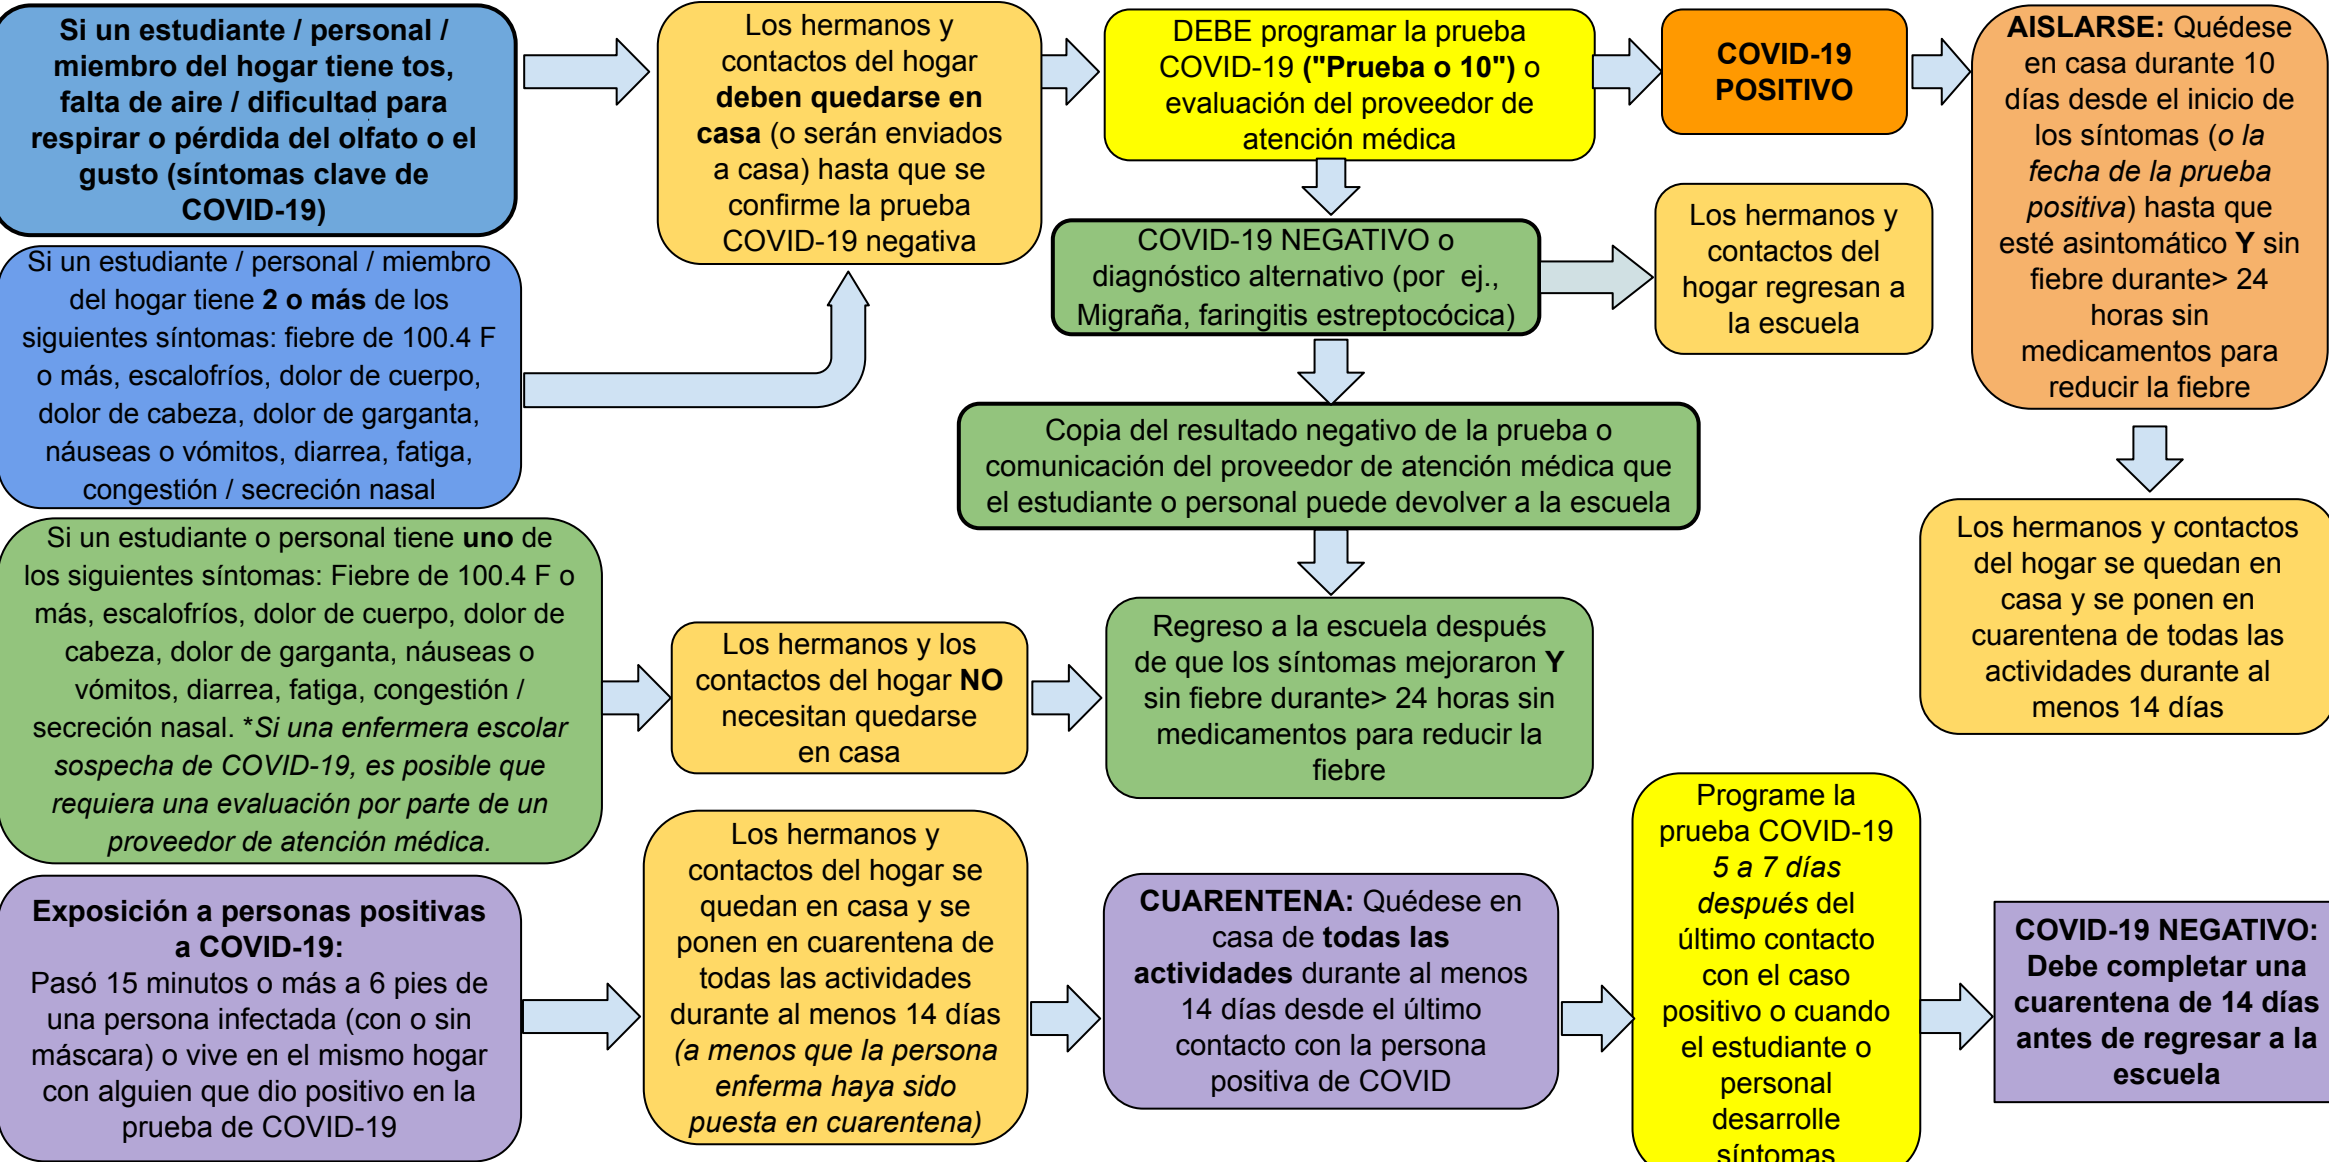 Si un estudiante / personal /
miembro del hogar tiene tos,
falta de aire / dificultad para
respirar o pérdida del olfato o el
gusto (síntomas clave de
COVID-19)
Los hermanos y
contactos del hogar
deben quedarse en
casa (o serán enviados
a casa) hasta que se
confirme la prueba
COVID-19 negativa
DEBE programar la prueba
COVID-19 ("Prueba o 10") o
evaluación del proveedor de
atención médica
COVID-19
POSITIVO
AISLARSE: Quédese
en casa durante 10
días desde el inicio de
los síntomas (o la
fecha de la prueba
positiva) hasta que
esté asintomático Y sin
fiebre durante> 24
horas sin
medicamentos para
reducir la fiebre
COVID-19 NEGATIVO o
diagnóstico alternativo (por  ej.,
Migraña, faringitis estreptocócica)
Los hermanos y
contactos del
hogar regresan a
la escuela
Si un estudiante / personal / miembro
del hogar tiene 2 o más de los
siguientes síntomas: fiebre de 100.4 F
o más, escalofríos, dolor de cuerpo,
dolor de cabeza, dolor de garganta,
náuseas o vómitos, diarrea, fatiga,
congestión / secreción nasal
Copia del resultado negativo de la prueba o
comunicación del proveedor de atención médica que
el estudiante o personal puede devolver a la escuela
Los hermanos y contactos
del hogar se quedan en
casa y se ponen en
cuarentena de todas las
actividades durante al
menos 14 días
Si un estudiante o personal tiene uno de
los siguientes síntomas: Fiebre de 100.4 F o
más, escalofríos, dolor de cuerpo, dolor de
cabeza, dolor de garganta, náuseas o
vómitos, diarrea, fatiga, congestión /
secreción nasal. *Si una enfermera escolar
sospecha de COVID-19, es posible que
requiera una evaluación por parte de un
proveedor de atención médica.
Los hermanos y los
contactos del hogar NO
necesitan quedarse
en casa
Regreso a la escuela después
de que los síntomas mejoraron Y
sin fiebre durante> 24 horas sin
medicamentos para reducir la
fiebre
Exposición a personas positivas
a COVID-19:
Pasó 15 minutos o más a 6 pies de
una persona infectada (con o sin
máscara) o vive en el mismo hogar
con alguien que dio positivo en la
prueba de COVID-19
Los hermanos y
contactos del hogar se
quedan en casa y se
ponen en cuarentena de
todas las actividades
durante al menos 14 días
(a menos que la persona
enferma haya sido
puesta en cuarentena)
CUARENTENA: Quédese en
casa de todas las
actividades durante al menos
14 días desde el último
contacto con la persona
positiva de COVID
Programe la
prueba COVID-19
5 a 7 días
después del
último contacto
con el caso
positivo o cuando
el estudiante o
personal
desarrolle
síntomas
COVID-19 NEGATIVO:
Debe completar una
cuarentena de 14 días
antes de regresar a la
escuela